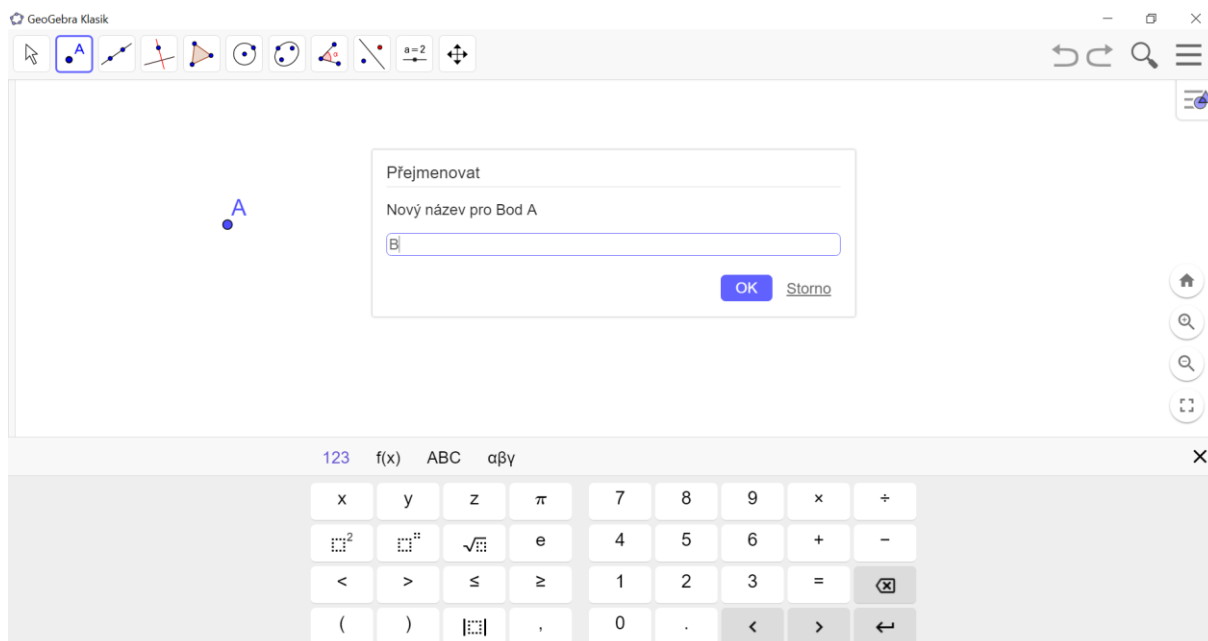 GeoGebra Klasik
A a=2
A
Přejmenovat
Nový název pro Bod A
B
OK Storno
123 f(x) ABC αβγ
x y z π 7 8 9 × ÷
2 √ e 4 5 6 + −
< > ≤ ≥ 1 2 3 =
( ) | | , 0 . < >